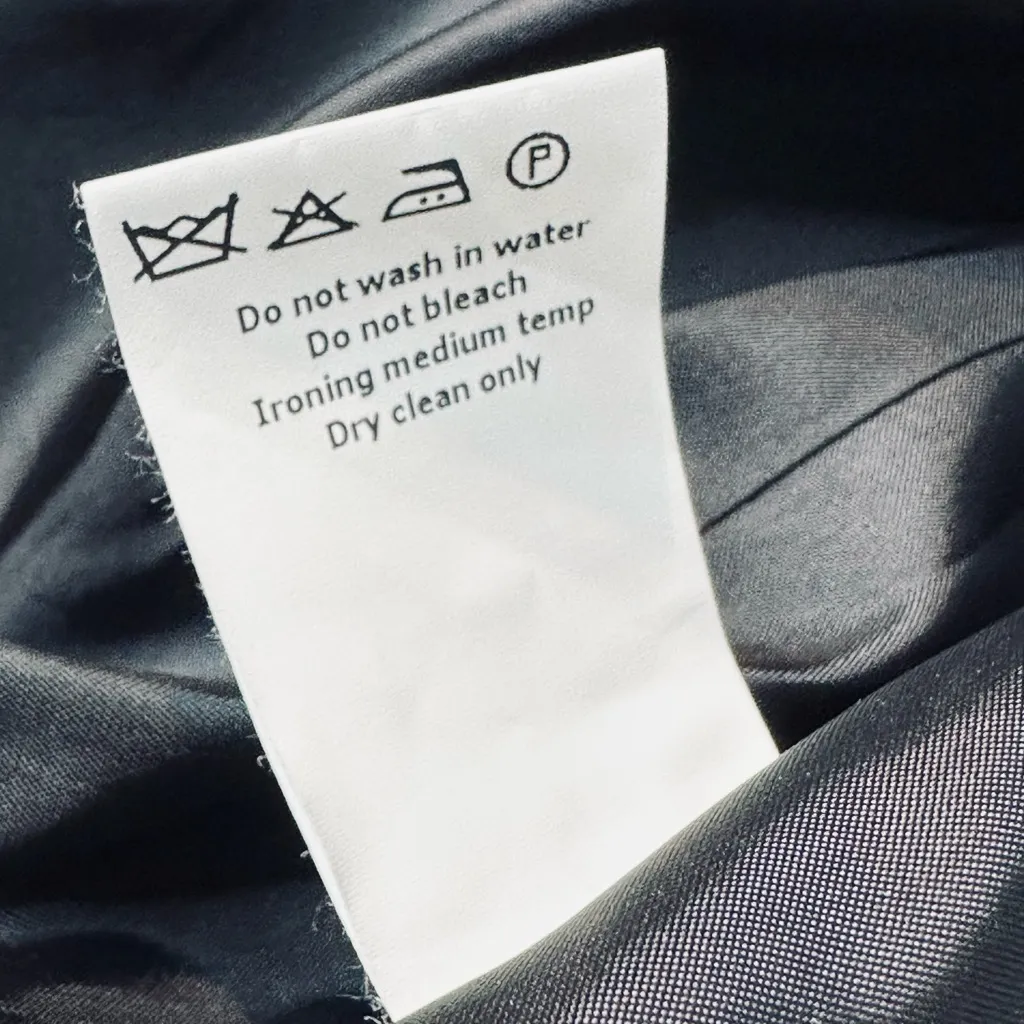 P
Do not wash in water
Do not bleach
Ironing medium temp
Dry clean only